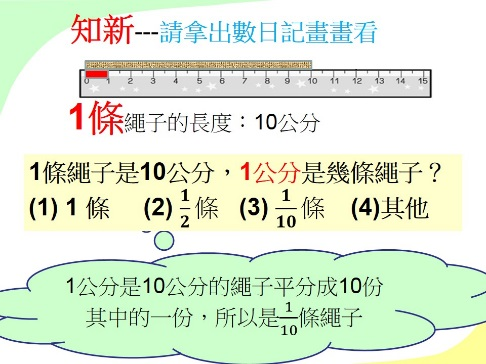 知新---請拿出數日記畫畫看
0 1 2 3 4 5 6 7 8 9 10 11 12 13 14 15
1條繩子的長度：10公分
1條繩子是10公分，1公分是幾條繩子？
(1) 1 條 (2) 1/2 條 (3) 1/10 條 (4)其他
1公分是10公分的繩子平分成10份
其中的一份，所以是1/10條繩子